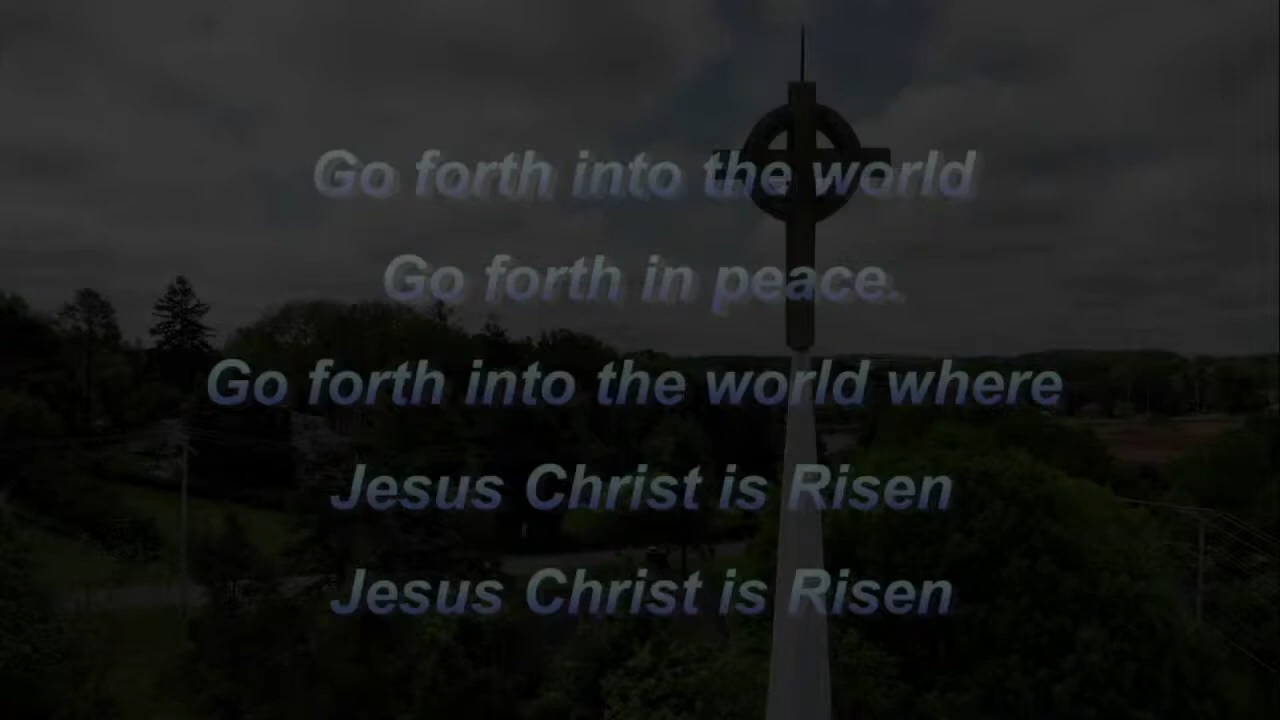 Go forth into the world
Go forth in peace.
Go forth into the world where
Jesus Christ is Risen
Jesus Christ is Risen